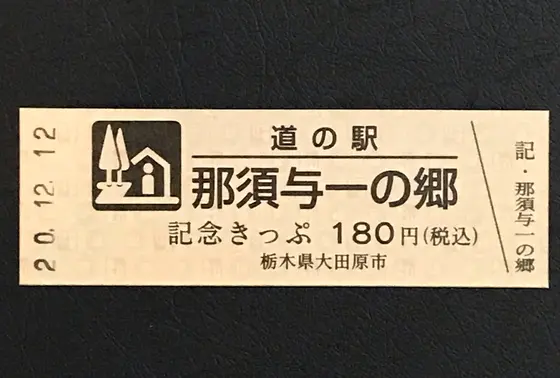 20.12.12
道の駅
那須与一の郷
記念きっぷ 180円(税込)
栃木県大田原市
記・那須与一の郷